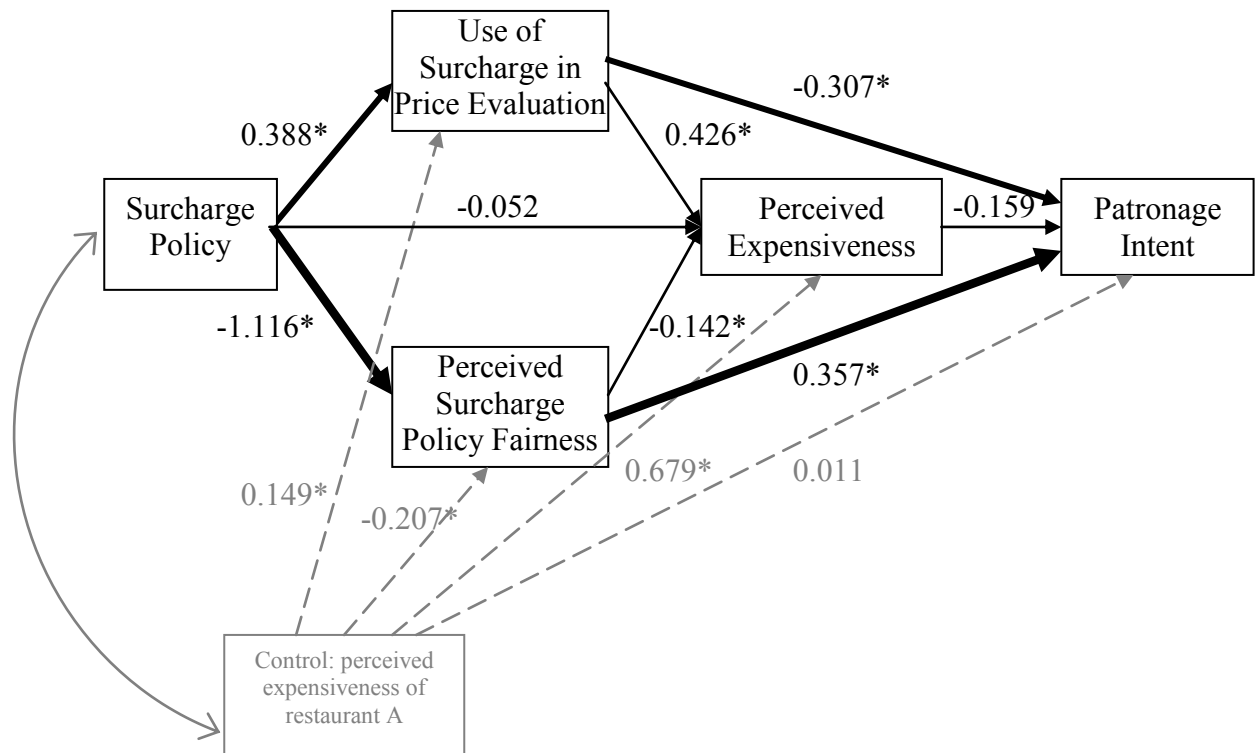 Use of
Surcharge in
Price Evaluation
-0.307*
0.388*
0.426*
Surcharge
Policy
-0.052
Perceived
Expensiveness
-0.159
Patronage
Intent
-1.116*
-0.142*
Perceived
Surcharge
Policy Fairness
0.357*
0.149*
-0.207*
0.679*
0.011
Control: perceived
expensiveness of
restaurant A